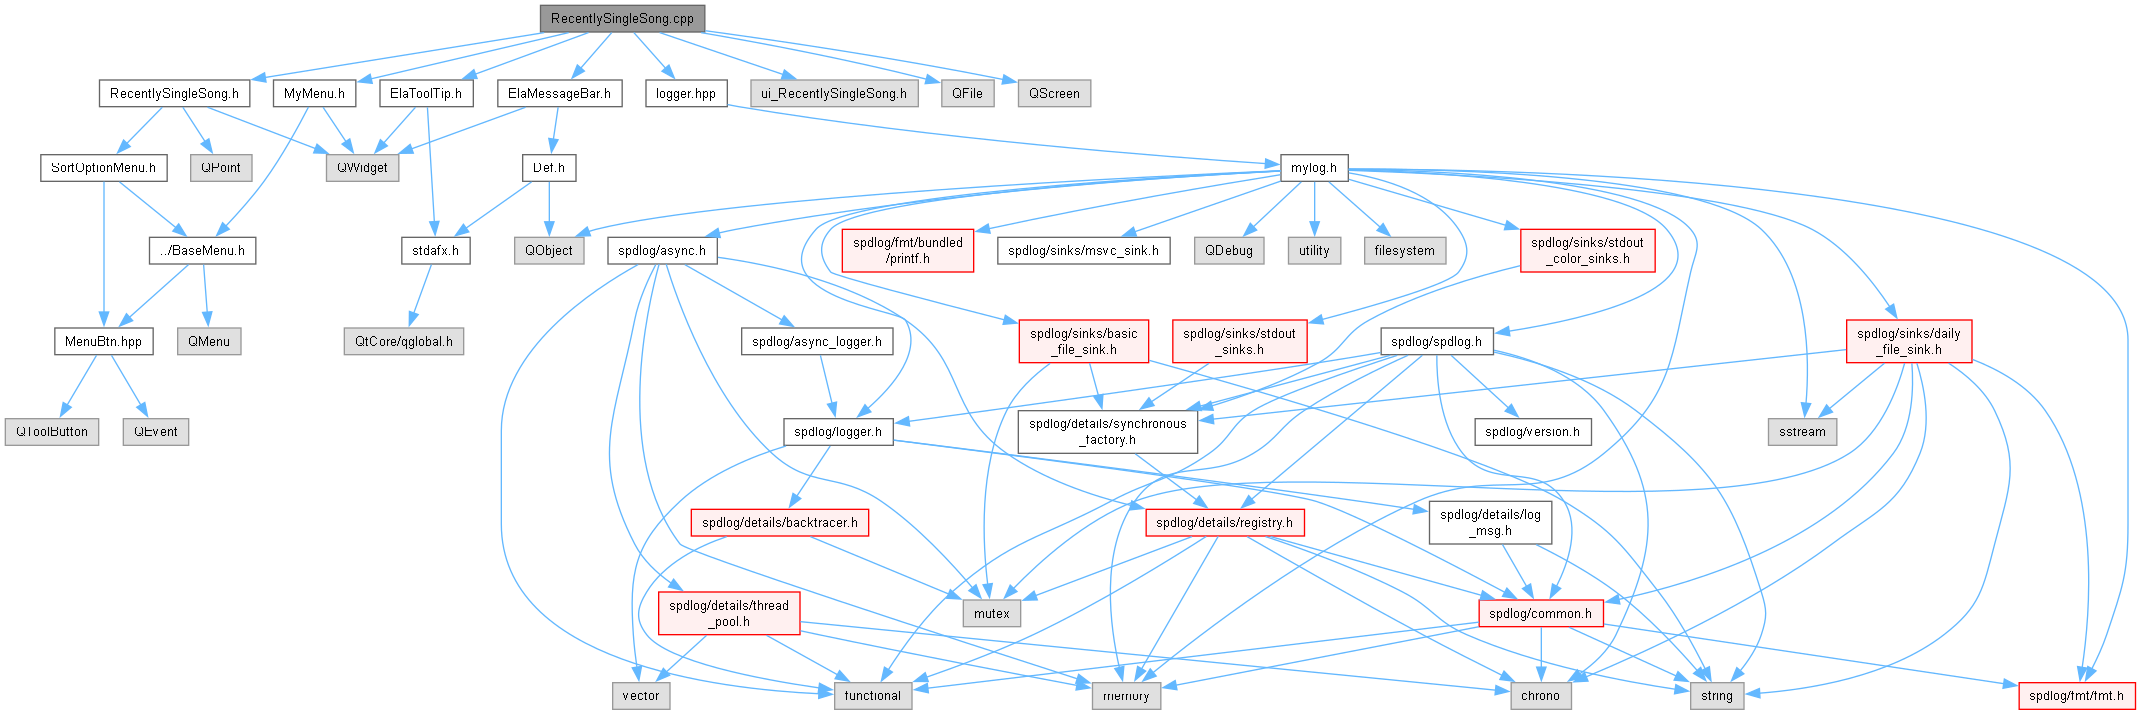 RecentlySingleSong.cpp
RecentlySingleSong.h
MyMenu.h
ElaToolTip.h
ElaMessageBar.h
logger.hpp
ui_RecentlySingleSong.h
QFile
QScreen
SortOptionMenu.h
QPoint
QWidget
Def.h
mylog.h
../BaseMenu.h
stdafx.h
QObject
spdlog/async.h
spdlog/fmt/bundled
/printf.h
spdlog/sinks/msvc_sink.h
QDebug
utility
filesystem
spdlog/sinks/stdout
_color_sinks.h
MenuBtn.hpp
QMenu
QtCore/qglobal.h
spdlog/async_logger.h
spdlog/sinks/basic
_file_sink.h
spdlog/sinks/stdout
_sinks.h
spdlog/spdlog.h
spdlog/sinks/daily
_file_sink.h
QToolButton
QEvent
spdlog/logger.h
spdlog/details/synchronous
_factory.h
spdlog/version.h
sstream
spdlog/details/backtracer.h
spdlog/details/registry.h
spdlog/details/log
_msg.h
spdlog/details/thread
_pool.h
mutex
spdlog/common.h
vector
functional
memory
chrono
string
spdlog/fmt/fmt.h